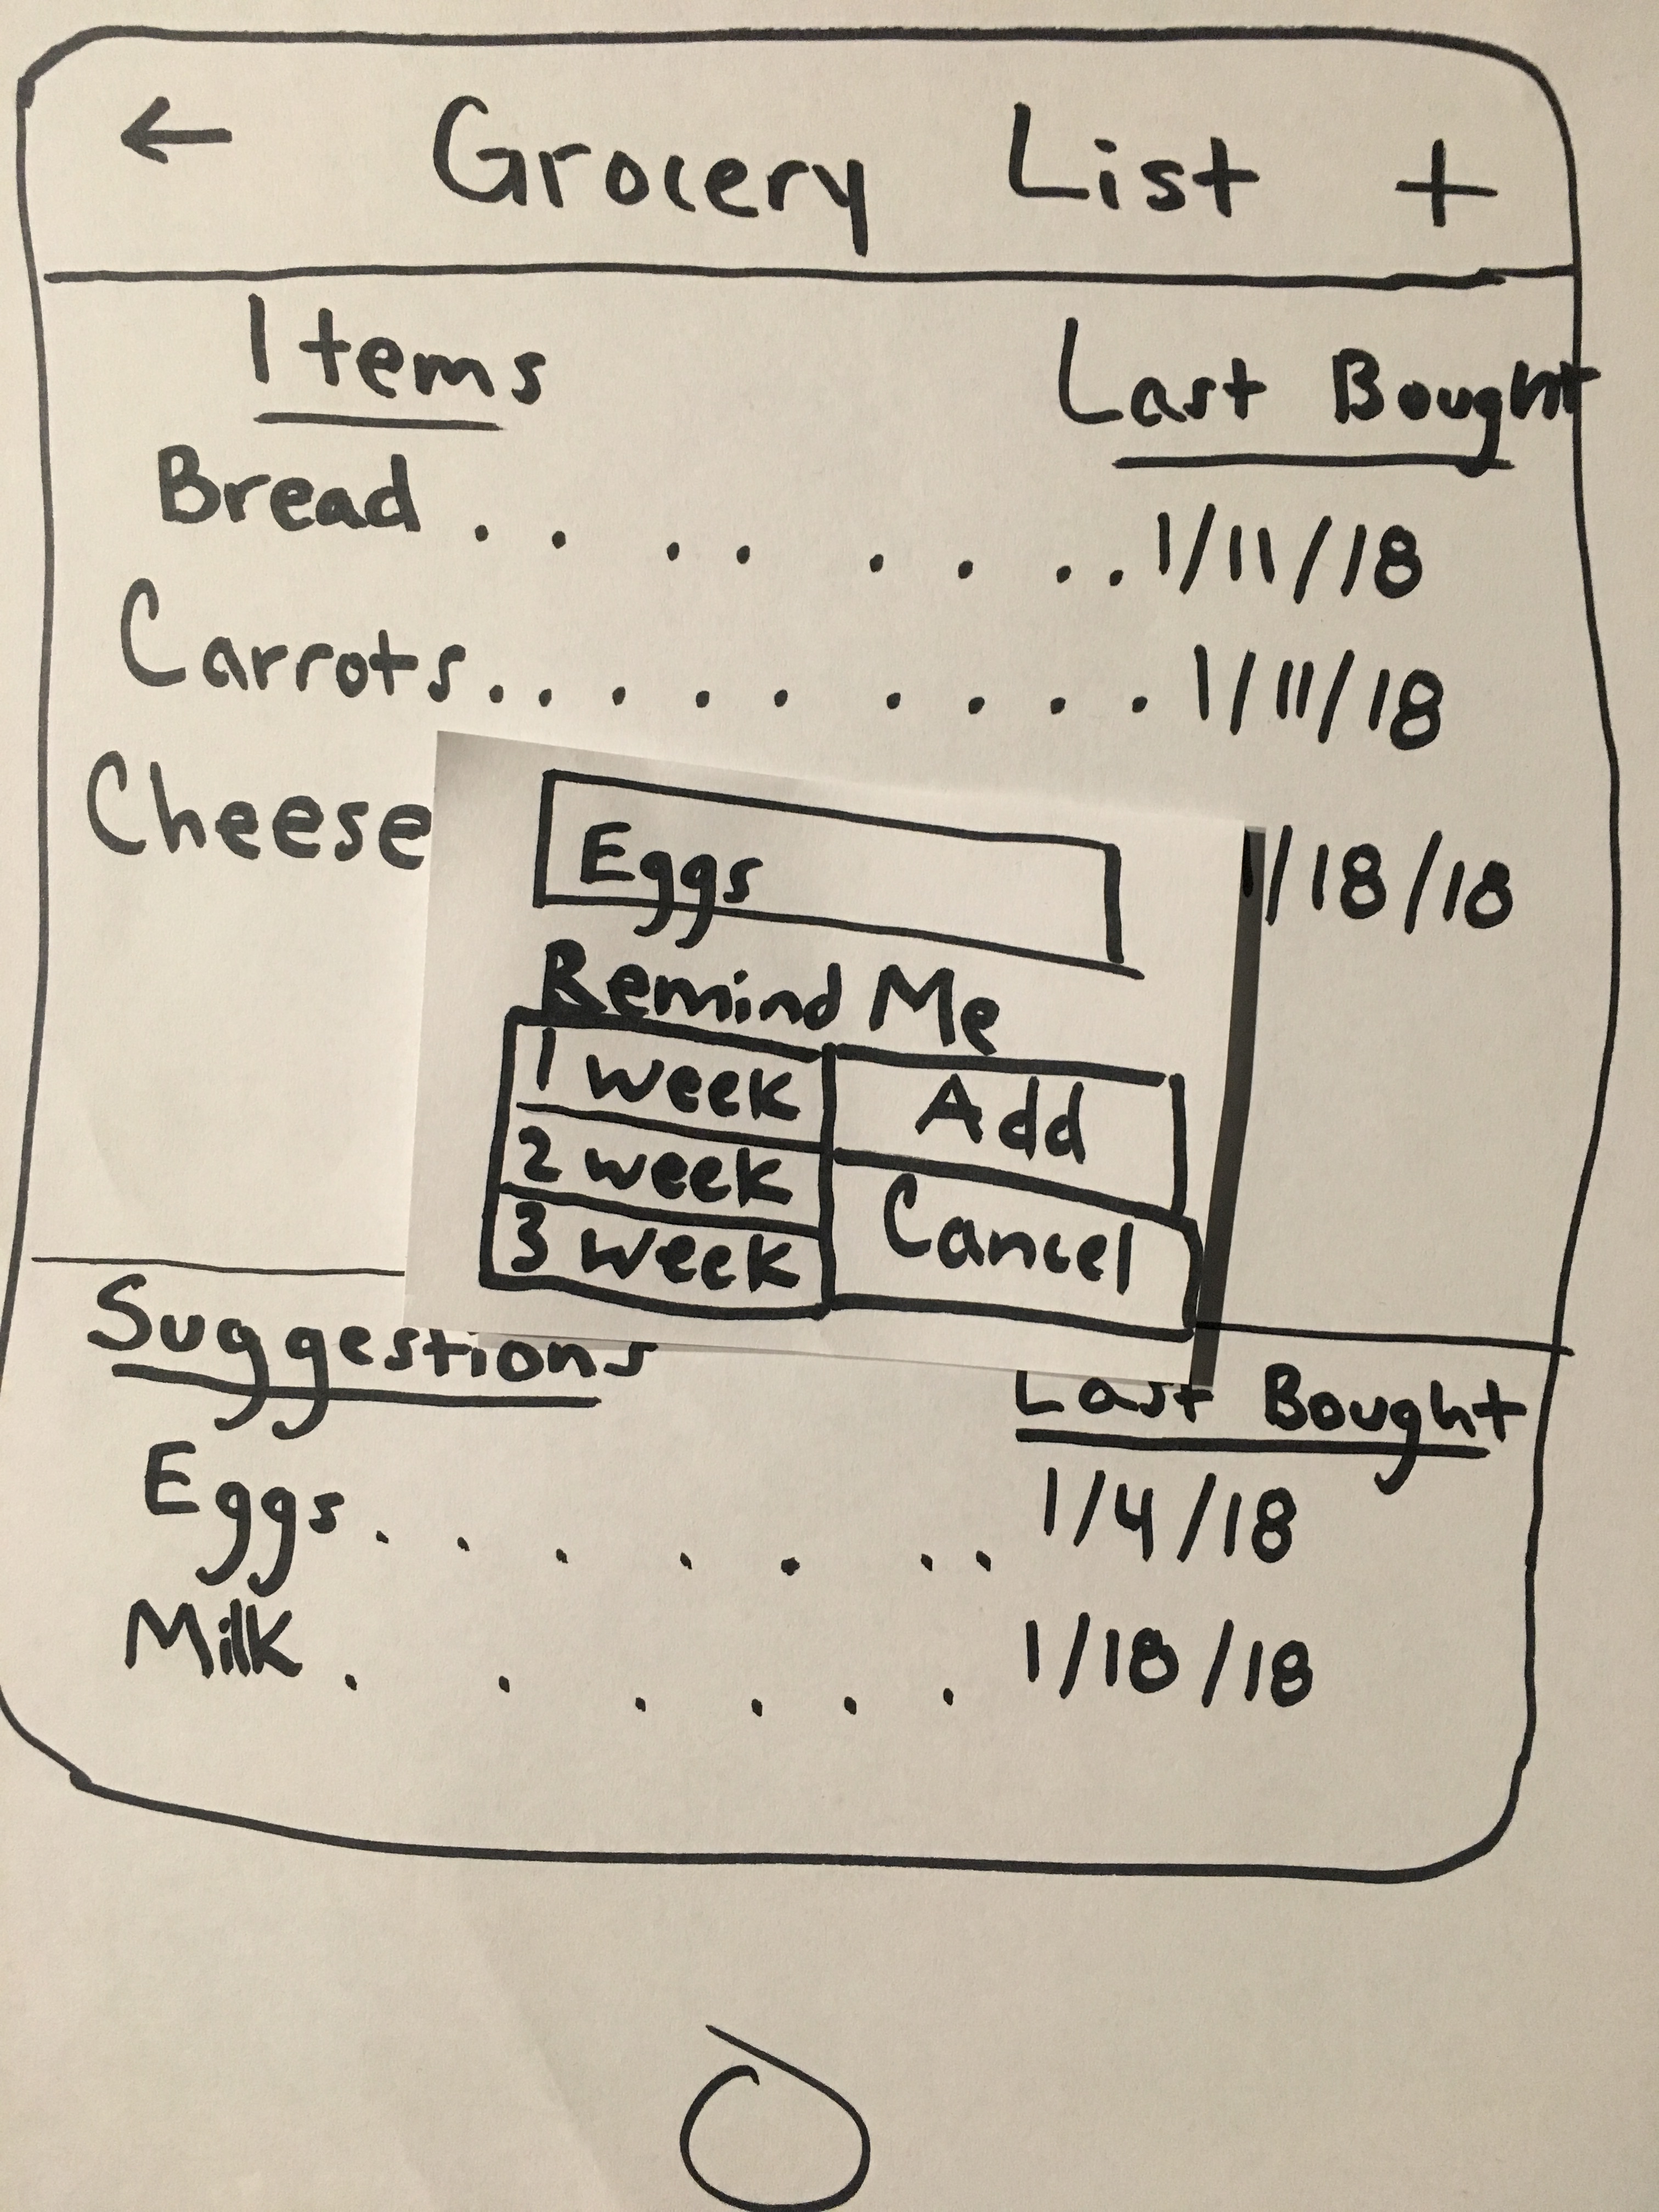 ← Grocery List +
Items Last Bought
Bread . . . . . . . . 1/11/18
Carrots . . . . . . . . . 1/11/18
Cheese 1/18/18
Eggs
Remind Me
1 week Add
2 week Cancel
3 week
Suggestions Last Bought
Eggs . . . . . . . 1/4/18
Milk . . . . . . 1/18/18